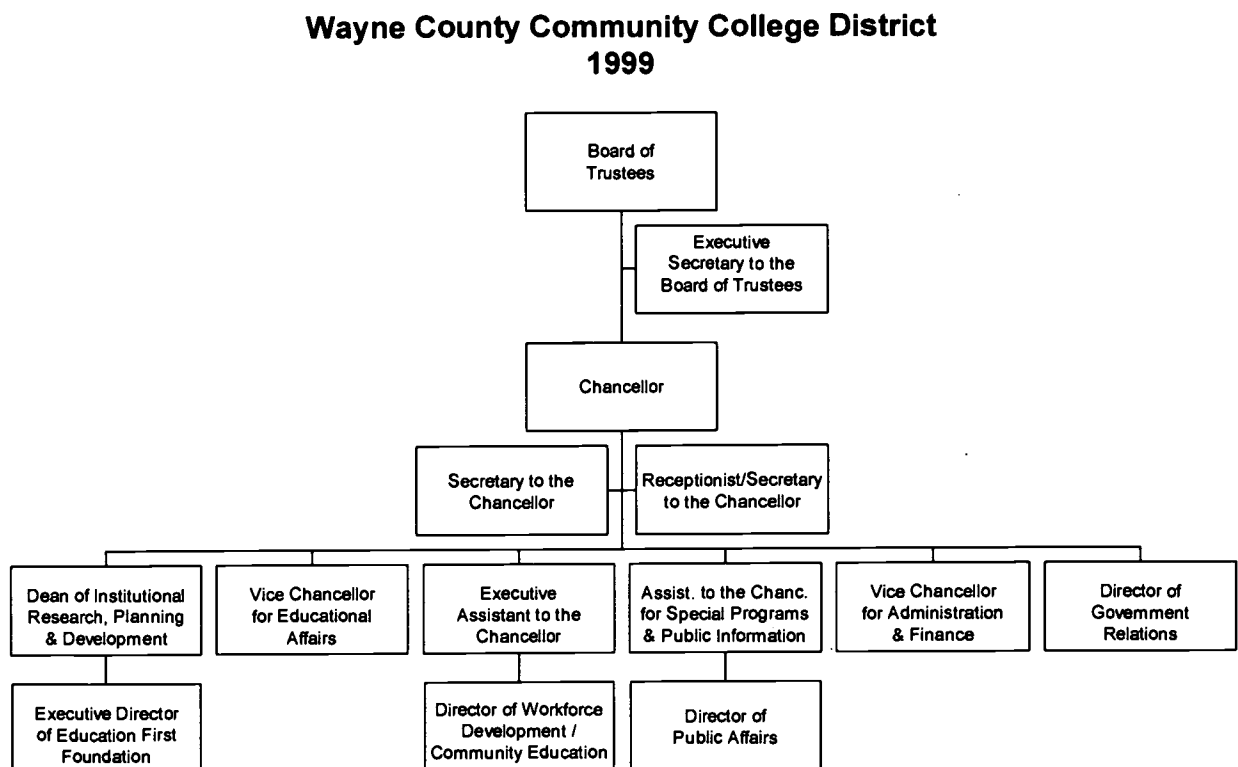 Wayne County Community College District
1999
Board of
Trustees
Executive
Secretary to the
Board of Trustees
Chancellor
Secretary to the
Chancellor
Receptionist/Secretary
to the Chancellor
Dean of Institutional
Research, Planning
& Development
Vice Chancellor
for Educational
Affairs
Executive
Assistant to the
Chancellor
Assist. to the Chanc.
for Special Programs
& Public Information
Vice Chancellor
for Administration
& Finance
Director of
Government
Relations
Executive Director
of Education First
Foundation
Director of Workforce
Development /
Community Education
Director of
Public Affairs